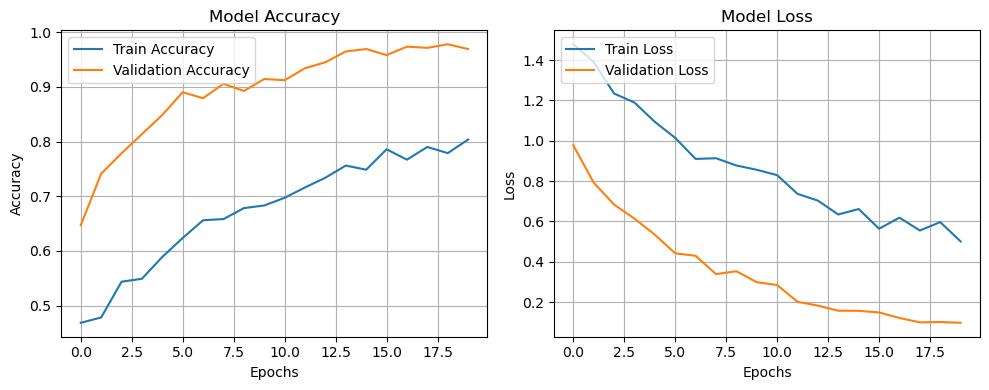 Model Accuracy
Train Accuracy
Validation Accuracy
1.0
0.9
0.8
0.7
0.6
0.5
Accuracy
0.0 2.5 5.0 7.5 10.0 12.5 15.0 17.5
Epochs
Model Loss
Train Loss
Validation Loss
1.4
1.2
1.0
0.8
0.6
0.4
0.2
Loss
0.0 2.5 5.0 7.5 10.0 12.5 15.0 17.5
Epochs